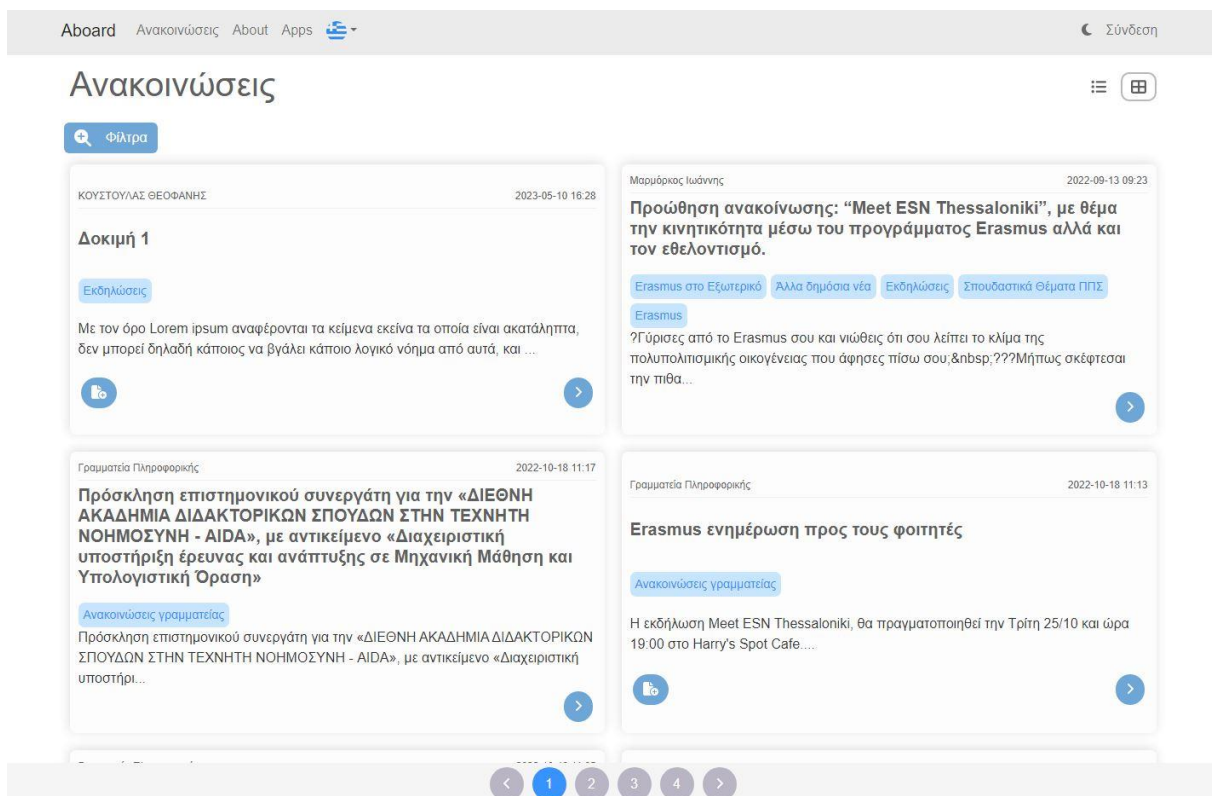 Aboard Ανακοινώσεις About Apps
Σύνδεση
Ανακοινώσεις
Φίλτρα
ΚΟΥΣΤΟΥΛΑΣ ΘΕΟΦΑΝΗΣ 2023-05-10 16:28
Δοκιμή 1
Εκδηλώσεις
Με τον όρο Lorem ipsum αναφέρονται τα κείμενα εκείνα τα οποία είναι ακατάληπτα,
δεν μπορεί δηλαδή κάποιος να βγάλει κάποιο λογικό νόημα από αυτά, και ...
Μαρμόρκος Ιωάννης 2022-09-13 09:23
Προώθηση ανακοίνωσης: “Meet ESN Thessaloniki”, με θέμα
την κινητικότητα μέσω του προγράμματος Erasmus αλλά και
τον εθελοντισμό.
Erasmus στο Εξωτερικό Άλλα δημόσια νέα Εκδηλώσεις Σπουδαστικά Θέματα ΠΠΣ
Erasmus
?Γύρισες από το Erasmus σου και νιώθεις ότι σου λείπει το κλίμα της
πολυπολιτισμικής οικογένειας που άφησες πίσω σου;&nbsp;???Μήπως σκέφτεσαι
την πιθα...
Γραμματεία Πληροφορικής 2022-10-18 11:17
Πρόσκληση επιστημονικού συνεργάτη για την «ΔΙΕΘΝΗ
ΑΚΑΔΗΜΙΑ ΔΙΔΑΚΤΟΡΙΚΩΝ ΣΠΟΥΔΩΝ ΣΤΗΝ ΤΕΧΝΗΤΗ
ΝΟΗΜΟΣΥΝΗ - AIDA», με αντικείμενο «Διαχειριστική
υποστήριξη έρευνας και ανάπτυξης σε Μηχανική Μάθηση και
Υπολογιστική Όραση»
Ανακοινώσεις γραμματείας
Πρόσκληση επιστημονικού συνεργάτη για την «ΔΙΕΘΝΗ ΑΚΑΔΗΜΙΑ ΔΙΔΑΚΤΟΡΙΚΩΝ
ΣΠΟΥΔΩΝ ΣΤΗΝ ΤΕΧΝΗΤΗ ΝΟΗΜΟΣΥΝΗ - AIDA», με αντικείμενο «Διαχειριστική
υποστήρι...
Γραμματεία Πληροφορικής 2022-10-18 11:13
Erasmus ενημέρωση προς τους φοιτητές
Ανακοινώσεις γραμματείας
Η εκδήλωση Meet ESN Thessaloniki, θα πραγματοποιηθεί την Τρίτη 25/10 και ώρα
19:00 στο Harry's Spot Cafe....
1 2 3 4